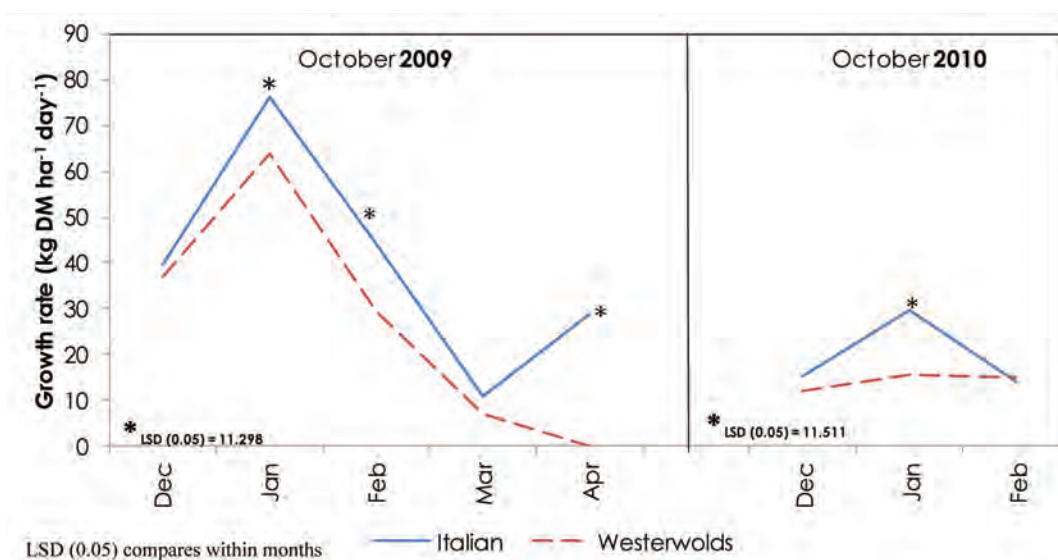 Growth rate (kg DM ha⁻¹ day⁻¹)
90
80
70
60
50
40
30
20
10
0
October 2009
October 2010
*
*
*
*
* LSD (0.05) = 11.298
* LSD (0.05) = 11.511
Dec Jan Feb Mar Apr Dec Jan Feb
LSD (0.05) compares within months Italian Westerwolds